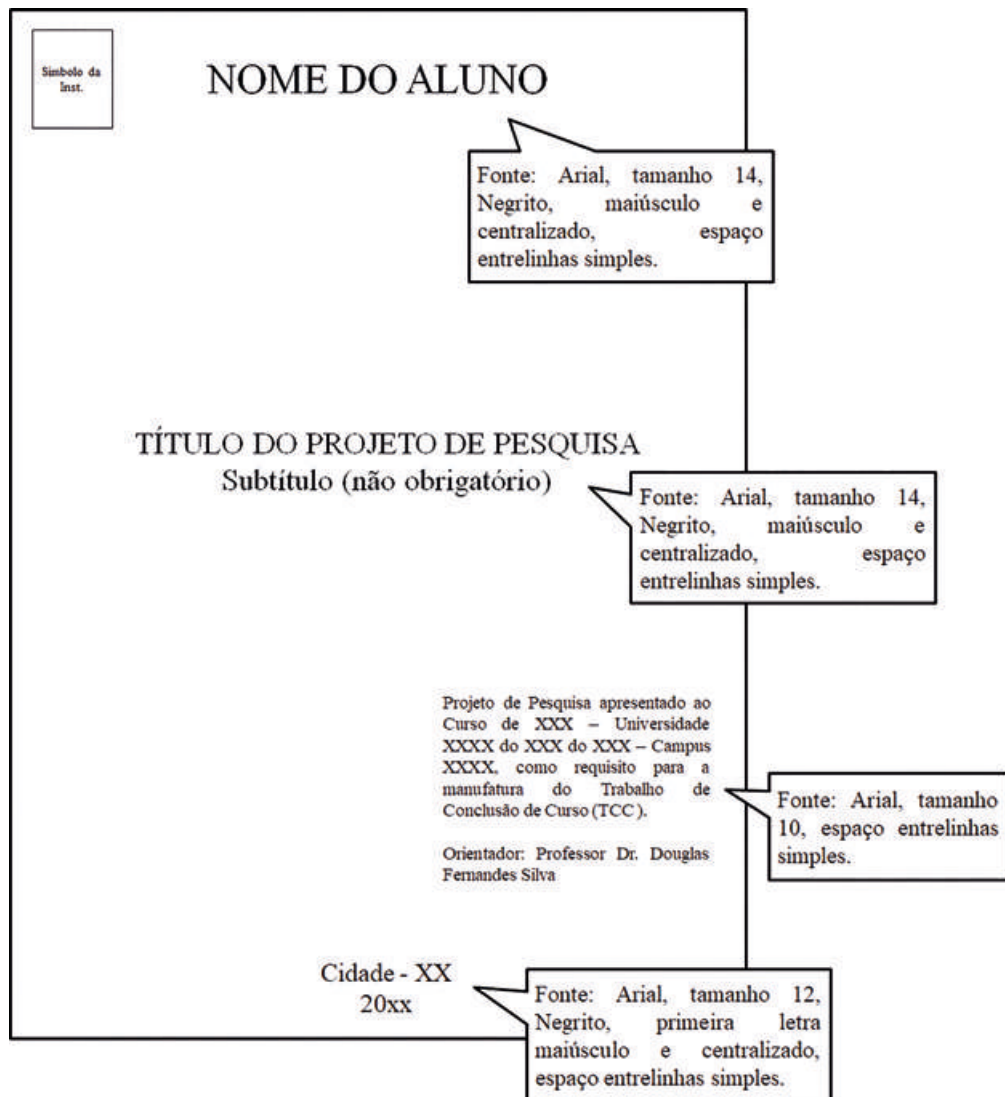 Simbolo da
Inst.
NOME DO ALUNO
Fonte: Arial, tamanho 14,
Negrito, maiúsculo e
centralizado, espaço
entrelinhas simples.
TÍTULO DO PROJETO DE PESQUISA
Subtítulo (não obrigatório)
Fonte: Arial, tamanho 14,
Negrito, maiúsculo e
centralizado, espaço
entrelinhas simples.
Projeto de Pesquisa apresentado ao
Curso de XXX – Universidade
XXXX do XXX do XXX – Campus
XXXX, como requisito para a
manufatura do Trabalho de
Conclusão de Curso (TCC ).
Orientador: Professor Dr. Douglas
Fernandes Silva
Fonte: Arial, tamanho
10, espaço entrelinhas
simples.
Cidade - XX
20xx
Fonte: Arial, tamanho 12,
Negrito, primeira letra
maiúsculo e centralizado,
espaço entrelinhas simples.